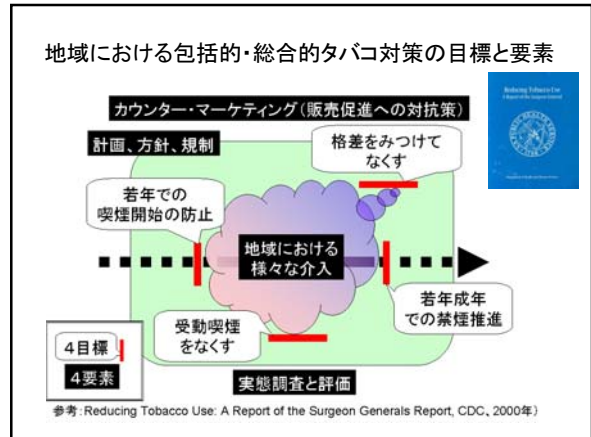 地域における包括的・総合的タバコ対策の目標と要素
Reducing Tobacco Use
A Report of the Surgeon General
カウンター・マーケティング(販売促進への対抗策)
計画、方針、規制
格差をみつけて
なくす
若年での
喫煙開始の防止
地域における
様々な介入
若年成年
での禁煙推進
受動喫煙
をなくす
4目標
4要素
実態調査と評価
参考:Reducing Tobacco Use: A Report of the Surgeon Generals Report, CDC、2000年)